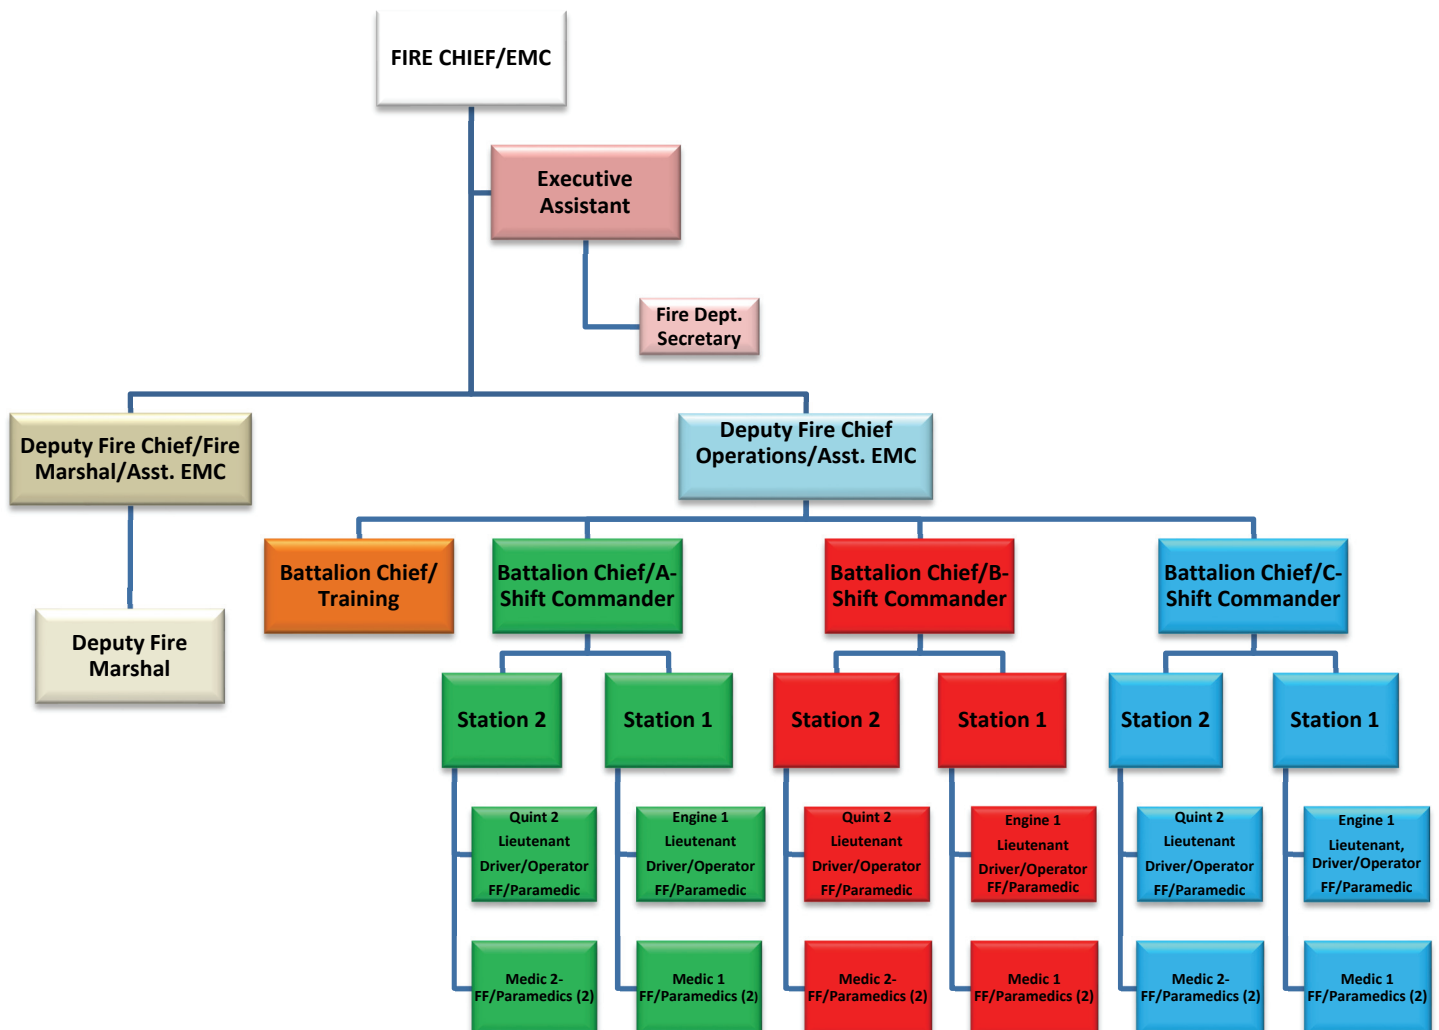 FIRE CHIEF/EMC
Executive
Assistant
Fire Dept.
Secretary
Deputy Fire Chief/Fire
Marshal/Asst. EMC
Deputy Fire Chief
Operations/Asst. EMC
Deputy Fire
Marshal
Battalion Chief/
Training
Battalion Chief/A-
Shift Commander
Battalion Chief/B-
Shift Commander
Battalion Chief/C-
Shift Commander
Station 2
Station 1
Station 2
Station 1
Station 2
Station 1
Quint 2
Lieutenant
Driver/Operator
FF/Paramedic
Engine 1
Lieutenant
Driver/Operator
FF/Paramedic
Quint 2
Lieutenant
Driver/Operator
FF/Paramedic
Engine 1
Lieutenant
Driver/Operator
FF/Paramedic
Quint 2
Lieutenant
Driver/Operator
FF/Paramedic
Engine 1
Lieutenant,
Driver/Operator
FF/Paramedic
Medic 2-
FF/Paramedics (2)
Medic 1
FF/Paramedics (2)
Medic 2-
FF/Paramedics (2)
Medic 1
FF/Paramedics (2)
Medic 2-
FF/Paramedics (2)
Medic 1
FF/Paramedics (2)